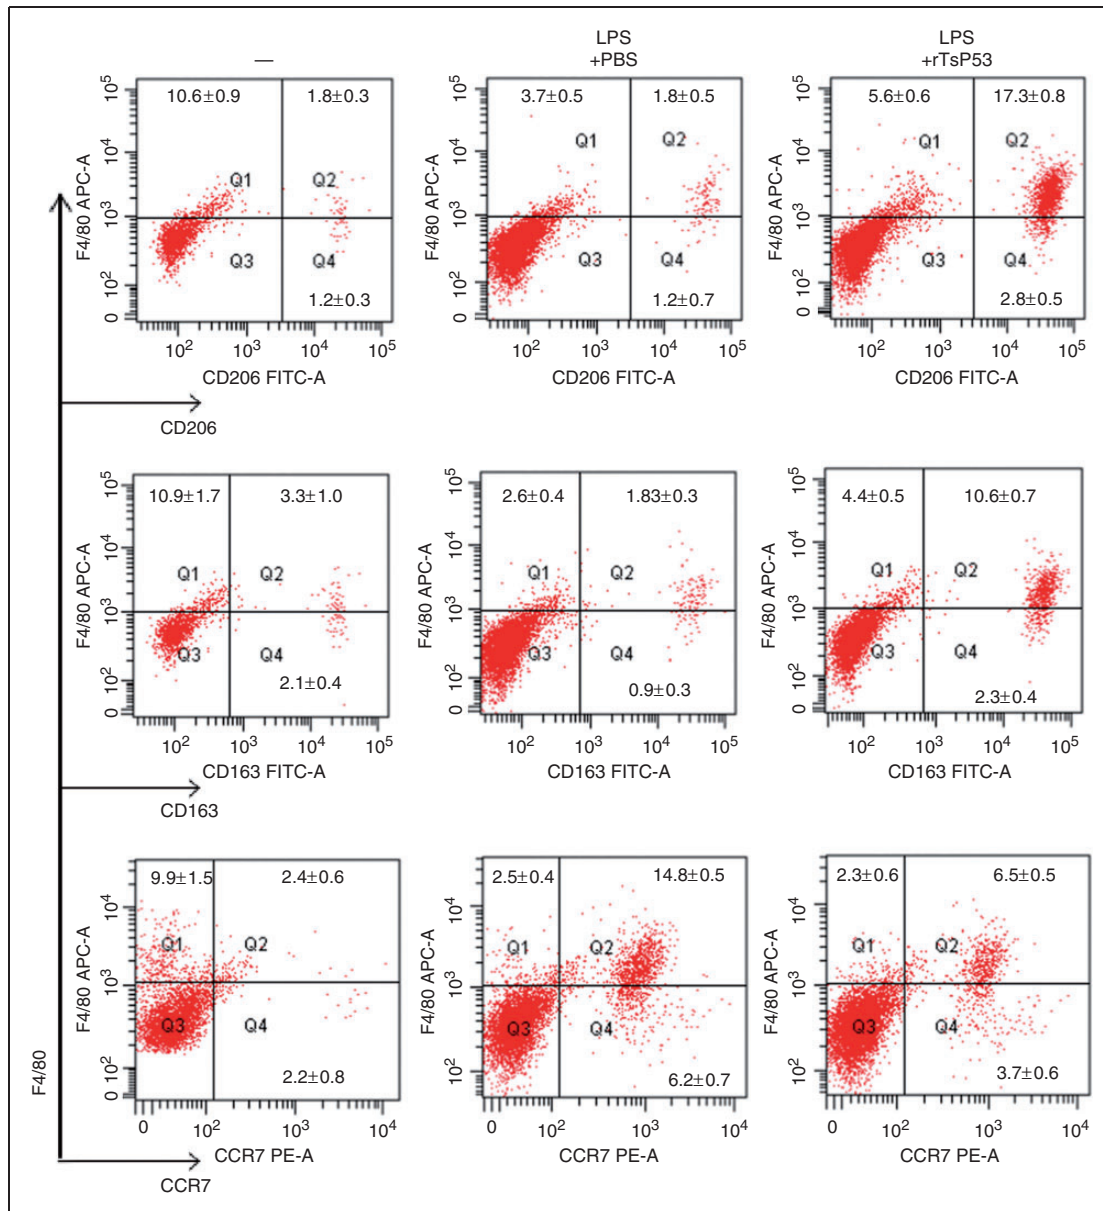 —
LPS
+PBS
LPS
+rTsP53
10⁵
10⁴
10³
10²
0
F4/80 APC-A
10.6±0.9
1.8±0.3
Q1
Q2
Q3
Q4
1.2±0.3
10²
10³
10⁴
10⁵
CD206 FITC-A
10⁵
10⁴
10³
10²
0
F4/80 APC-A
3.7±0.5
1.8±0.5
Q1
Q2
Q3
Q4
1.2±0.7
10²
10³
10⁴
10⁵
CD206 FITC-A
10⁵
10⁴
10³
10²
0
F4/80 APC-A
5.6±0.6
17.3±0.8
Q1
Q2
Q3
Q4
2.8±0.5
10²
10³
10⁴
10⁵
CD206 FITC-A
CD206
10⁵
10⁴
10³
10²
0
F4/80 APC-A
10.9±1.7
3.3±1.0
Q1
Q2
Q3
Q4
2.1±0.4
10²
10³
10⁴
10⁵
CD163 FITC-A
10⁵
10⁴
10³
10²
0
F4/80 APC-A
2.6±0.4
1.83±0.3
Q1
Q2
Q3
Q4
0.9±0.3
10²
10³
10⁴
10⁵
CD163 FITC-A
10⁵
10⁴
10³
10²
0
F4/80 APC-A
4.4±0.5
10.6±0.7
Q1
Q2
Q3
Q4
2.3±0.4
10²
10³
10⁴
10⁵
CD163 FITC-A
CD163
10⁴
10³
10²
0
F4/80 APC-A
9.9±1.5
2.4±0.6
Q1
Q2
Q3
Q4
2.2±0.8
0
10²
10³
10⁴
CCR7 PE-A
10⁴
10³
10²
F4/80 APC-A
2.5±0.4
14.8±0.5
Q1
Q2
Q3
Q4
6.2±0.7
0
10²
10³
10⁴
CCR7 PE-A
10⁴
10³
10²
F4/80 APC-A
2.3±0.6
6.5±0.5
Q1
Q2
Q3
Q4
3.7±0.6
0
10²
10³
10⁴
CCR7 PE-A
CCR7
F4/80